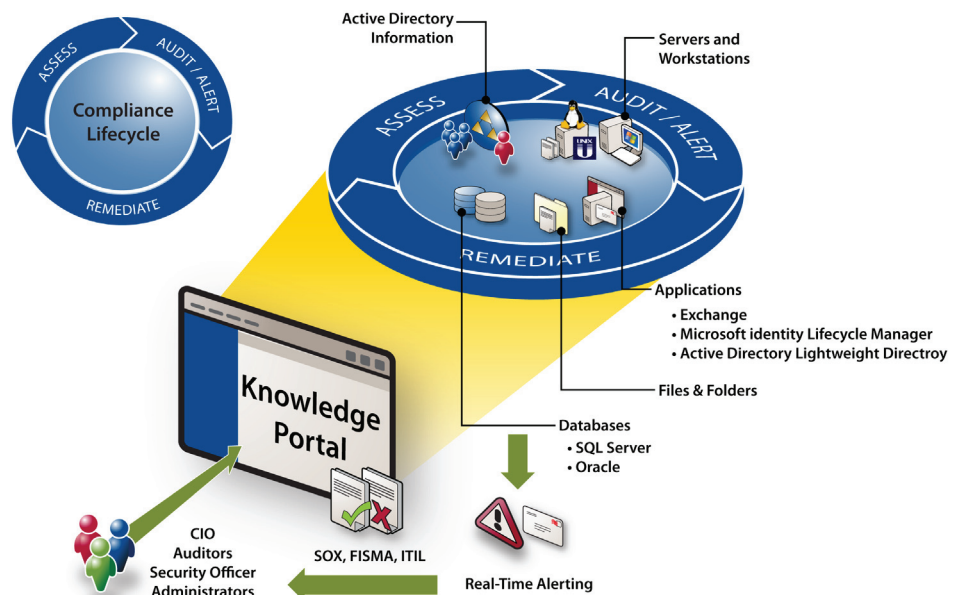 ASSESS
AUDIT / ALERT
Compliance
Lifecycle
REMEDIATE
Active Directory
Information
Servers and
Workstations
ASSESS
AUDIT / ALERT
UNIX
U
REMEDIATE
Applications
• Exchange
• Microsoft identity Lifecycle Manager
• Active Directory Lightweight Directroy
Files & Folders
Databases
• SQL Server
• Oracle
Knowledge
Portal
CIO
Auditors
Security Officer
Administrators
SOX, FISMA, ITIL
Real-Time Alerting